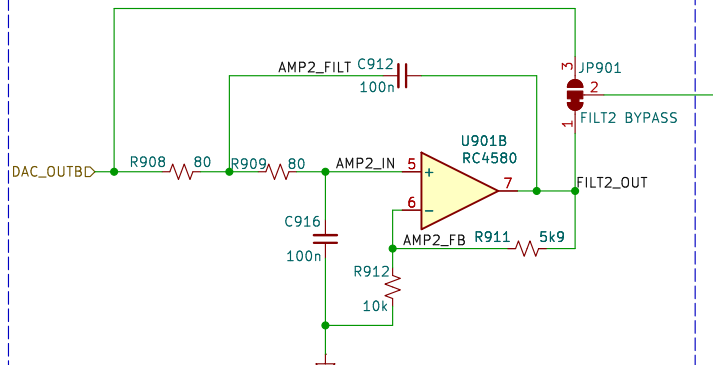 3
JP901
AMP2_FILT
C912
100n
2
1
FILT2 BYPASS
U901B
RC4580
DAC_OUTB
R908
80
R909
80
AMP2_IN
5
+
7
FILT2_OUT
6
-
C916
100n
AMP2_FB
R911
5k9
R912
10k